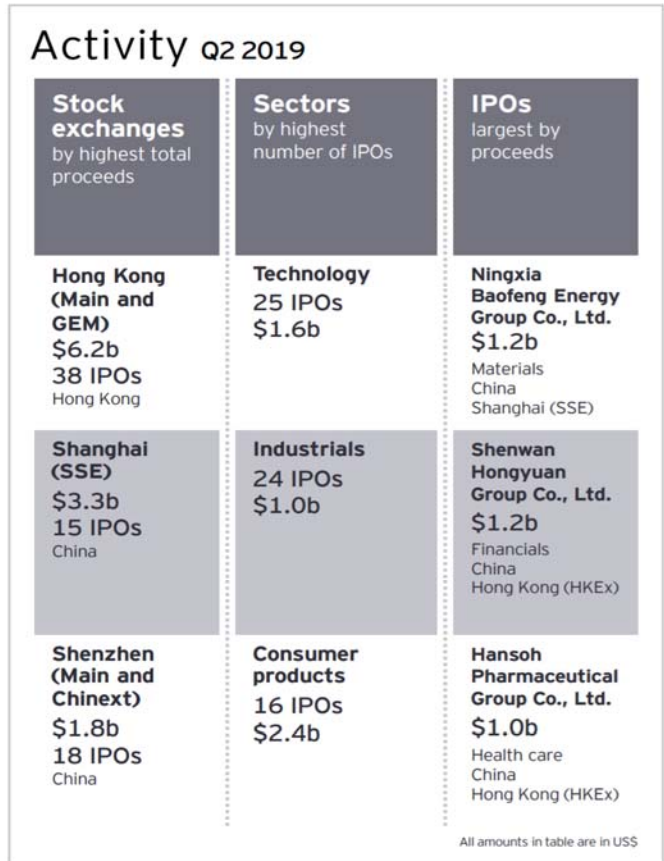 Activity Q2 2019
Stock
exchanges
by highest total
proceeds
Hong Kong
(Main and
GEM)
$6.2b
38 IPOs
Hong Kong
Shanghai
(SSE)
$3.3b
15 IPOs
China
Shenzhen
(Main and
Chinext)
$1.8b
18 IPOs
China
Sectors
by highest
number of IPOs
Technology
25 IPOs
$1.6b
Industrials
24 IPOs
$1.0b
Consumer
products
16 IPOs
$2.4b
IPOs
largest by
proceeds
Ningxia
Baofeng Energy
Group Co., Ltd.
$1.2b
Materials
China
Shanghai (SSE)
Shenwan
Hongyuan
Group Co., Ltd.
$1.2b
Financials
China
Hong Kong (HKEx)
Hansoh
Pharmaceutical
Group Co., Ltd.
$1.0b
Health care
China
Hong Kong (HKEx)
All amounts in table are in US$